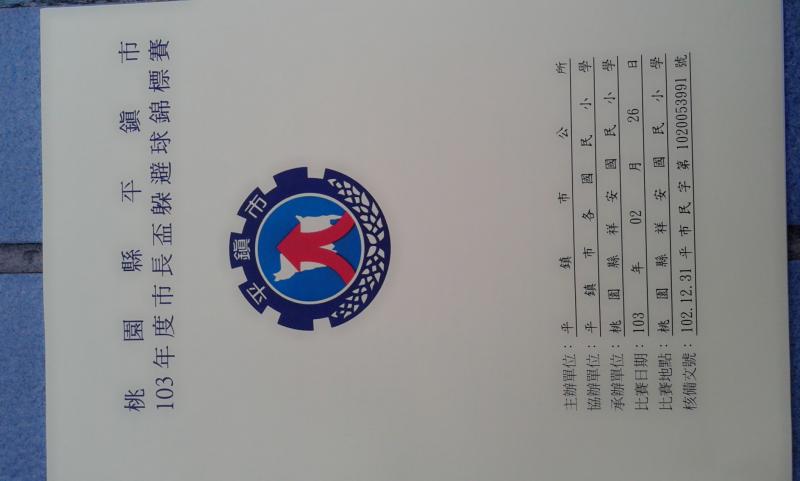 桃園縣平鎮市
103年度市長盃躲避球錦標賽
平鎮市
主辦單位：平鎮市公所
協辦單位：平鎮市各國民小學
承辦單位：桃園縣祥安國民小學
比賽日期：103年02月26日
比賽地點：桃園縣祥安國民小學
核備文號：102.12.31平市民字第1020053991號